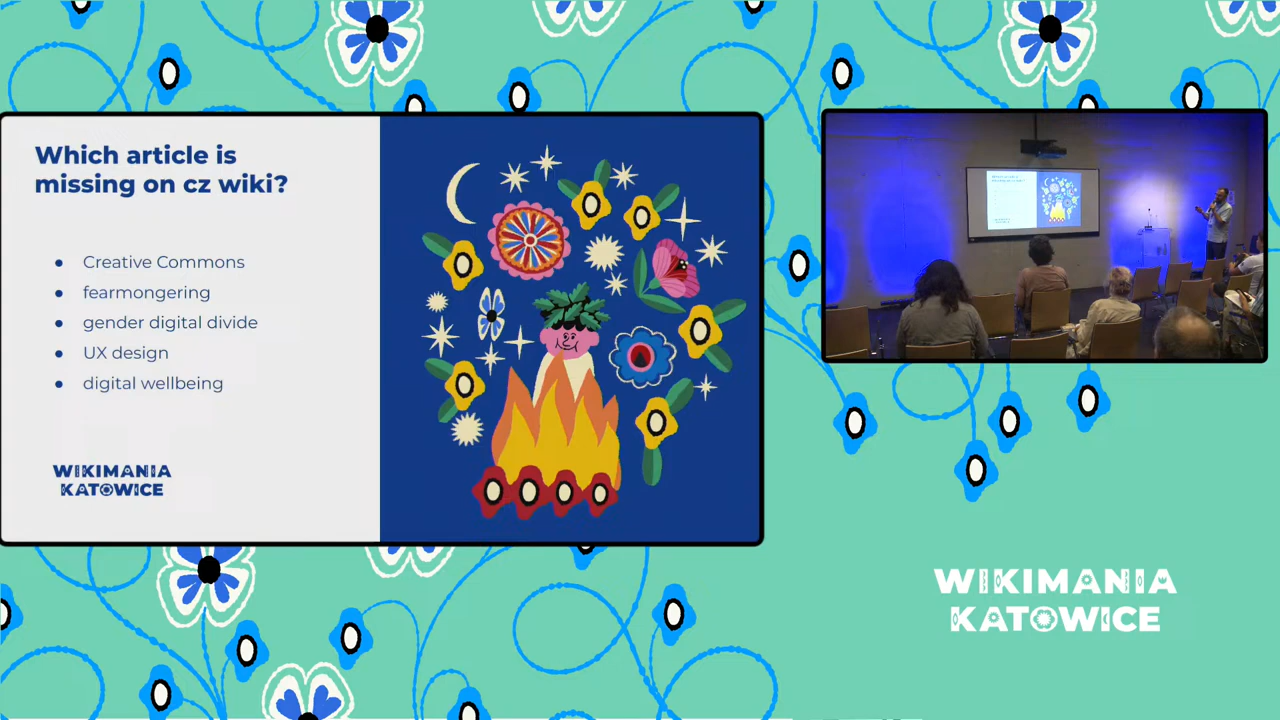 Which article is
missing on cz wiki?
● Creative Commons
● fearmongering
● gender digital divide
● UX design
● digital wellbeing
WIKIMANIA
KATOWICE
WIKIMANIA
KATOWICE